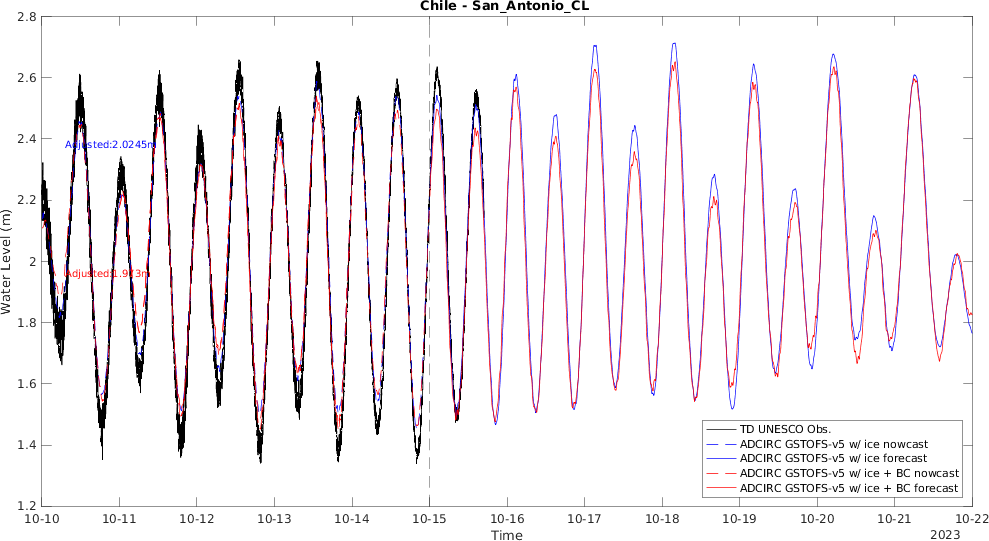 Chile - San_Antonio_CL
2.8
2.6
2.4
2.2
2
1.8
1.6
1.4
1.2
Water Level (m)
Adjusted:2.0245m
TD UNESCO Obs.
ADCIRC GSTOFS-v5 w/ ice nowcast
ADCIRC GSTOFS-v5 w/ ice forecast
ADCIRC GSTOFS-v5 w/ ice + BC nowcast
ADCIRC GSTOFS-v5 w/ ice + BC forecast
10-10 10-11 10-12 10-13 10-14 10-15 10-16 10-17 10-18 10-19 10-20 10-21 10-22
Time
2023